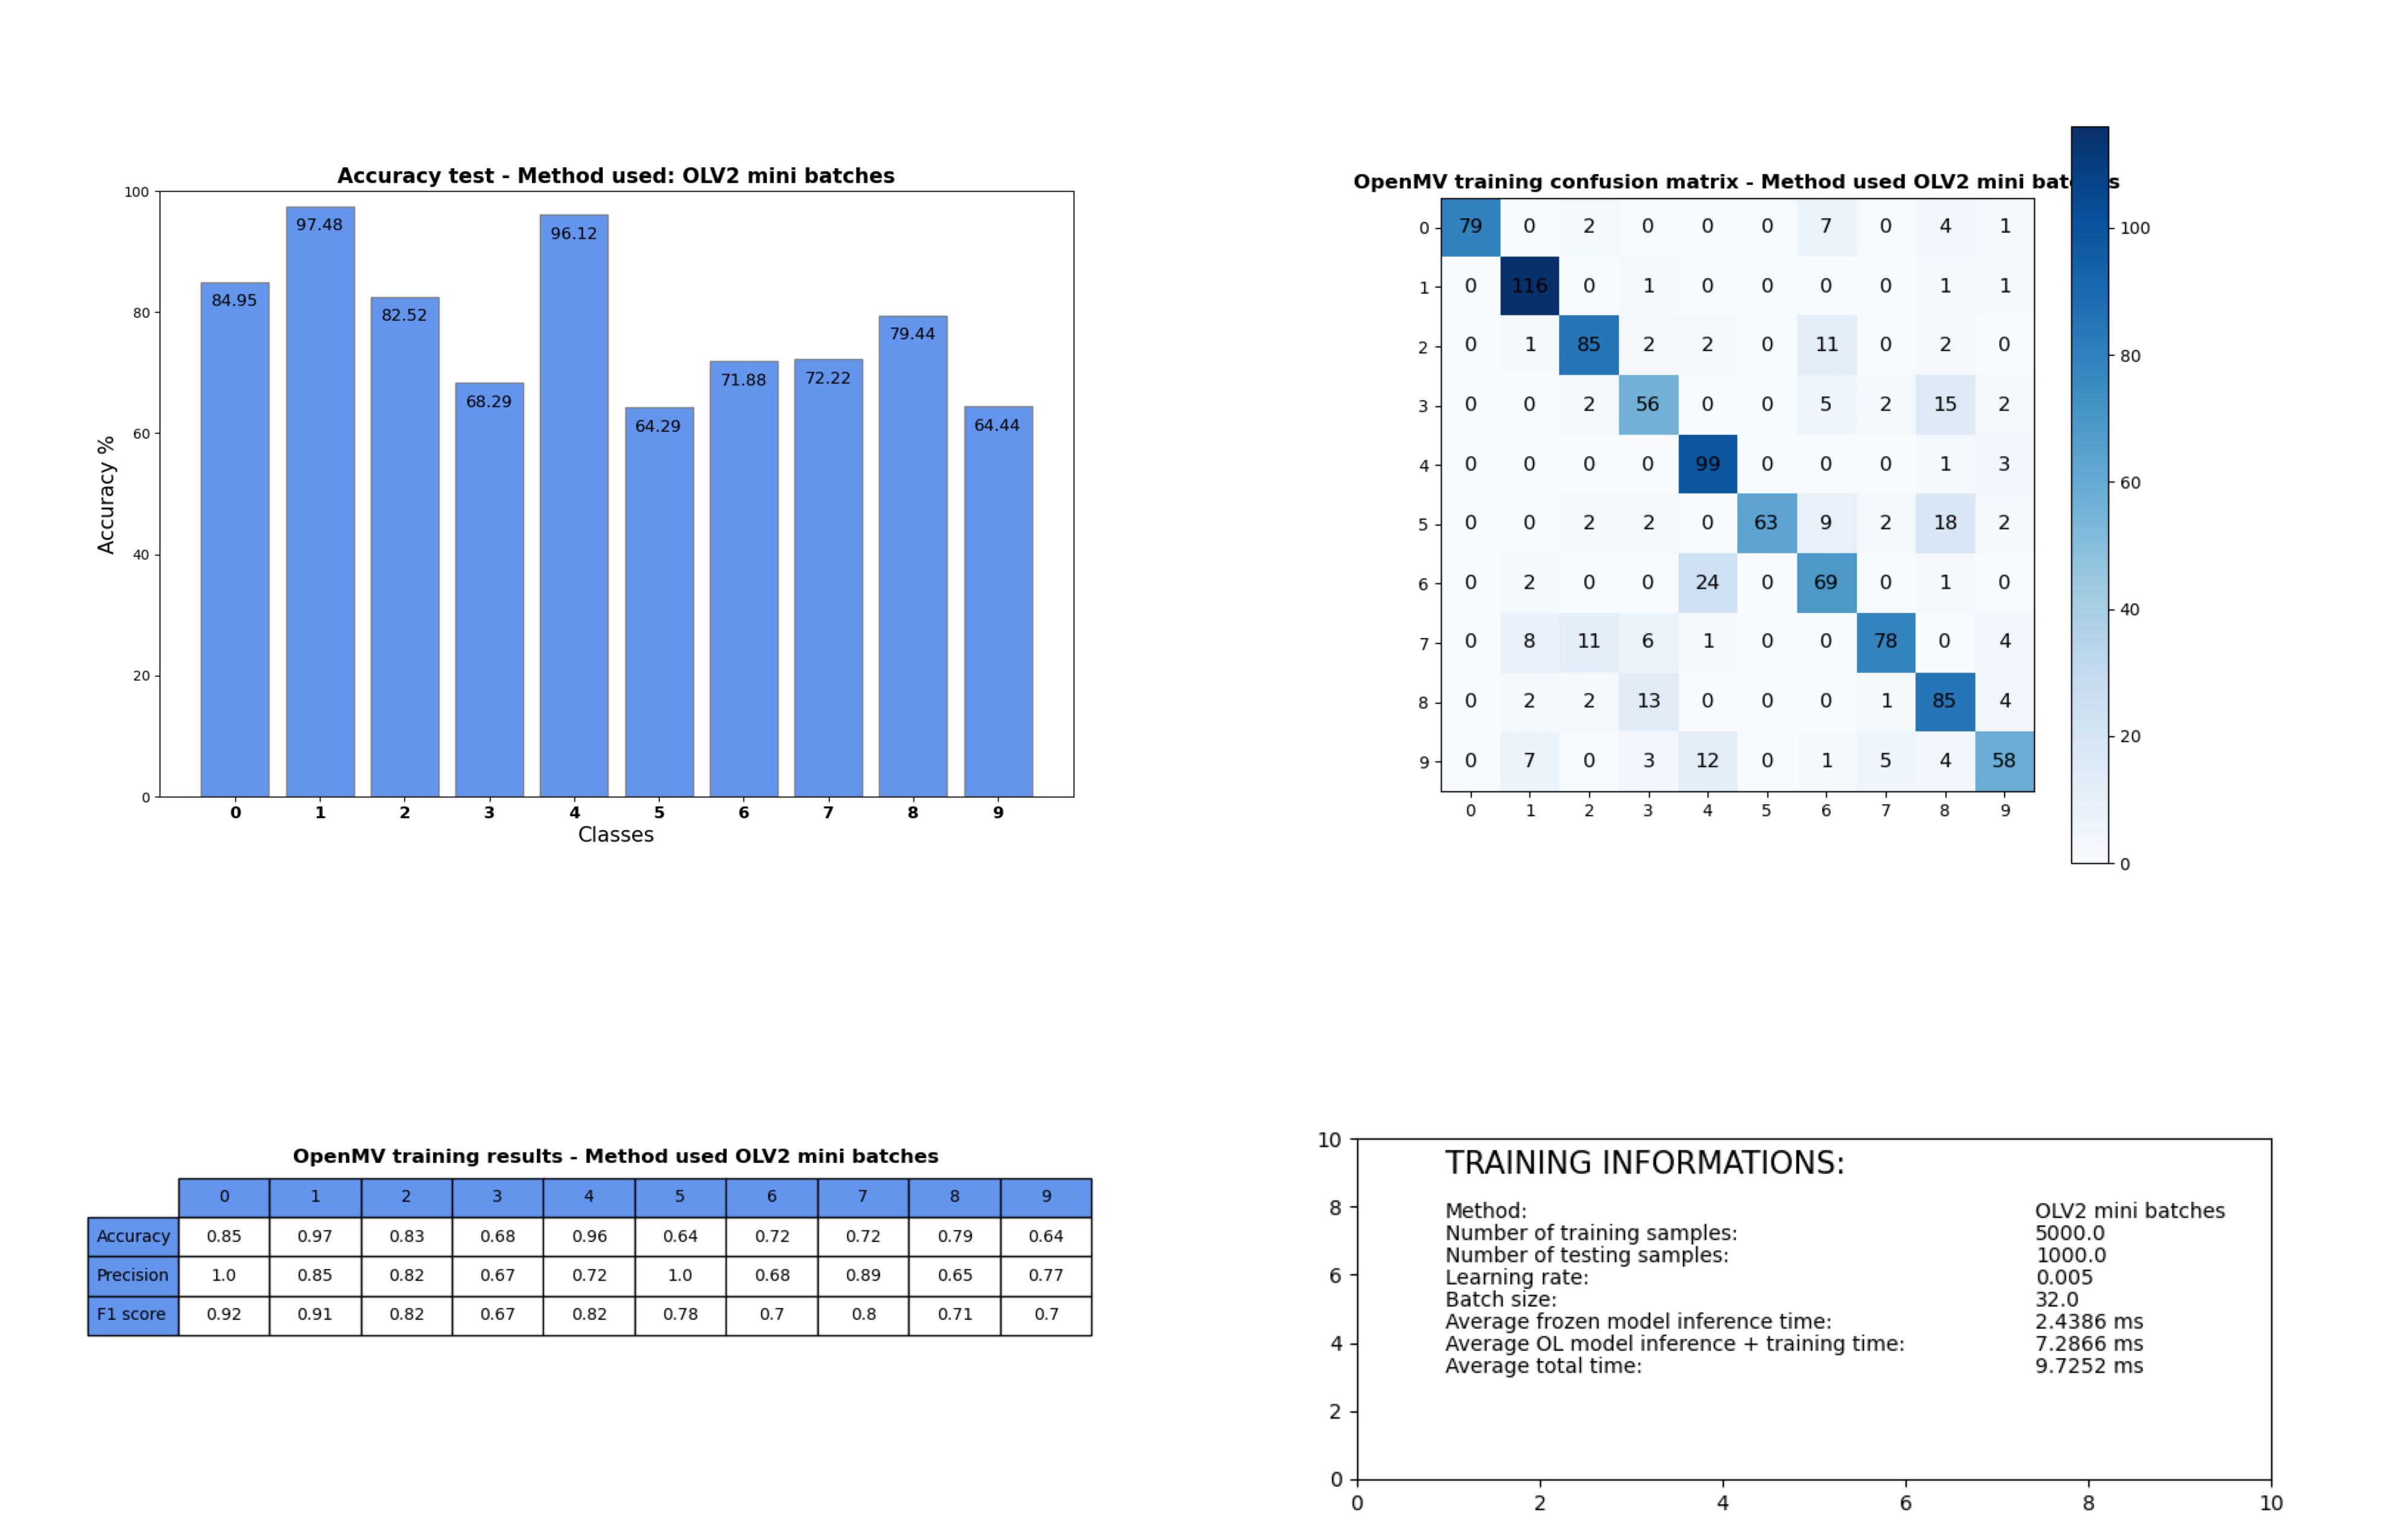 Accuracy test - Method used: OLV2 mini batches
100
80
60
40
20
0
Accuracy %
84.95 97.48 82.52 68.29 96.12 64.29 71.88 72.22 79.44 64.44
0 1 2 3 4 5 6 7 8 9
Classes
OpenMV training confusion matrix - Method used OLV2 mini bat s
0 79 0 2 0 0 0 7 0 4 1
1 0 116 0 1 0 0 0 0 1 1
2 0 1 85 2 2 0 11 0 2 0
3 0 0 2 56 0 0 5 2 15 2
4 0 0 0 0 99 0 0 0 1 3
5 0 0 2 2 0 63 9 2 18 2
6 0 2 0 0 24 0 69 0 1 0
7 0 8 11 6 1 0 0 78 0 4
8 0 2 2 13 0 0 0 1 85 4
9 0 7 0 3 12 0 1 5 4 58
0 1 2 3 4 5 6 7 8 9
100
80
60
40
20
0
OpenMV training results - Method used OLV2 mini batches
0 1 2 3 4 5 6 7 8 9
Accuracy 0.85 0.97 0.83 0.68 0.96 0.64 0.72 0.72 0.79 0.64
Precision 1.0 0.85 0.82 0.67 0.72 1.0 0.68 0.89 0.65 0.77
F1 score 0.92 0.91 0.82 0.67 0.82 0.78 0.7 0.8 0.71 0.7
10
8
6
4
2
0
TRAINING INFORMATIONS:
Method: OLV2 mini batches
Number of training samples: 5000.0
Number of testing samples: 1000.0
Learning rate: 0.005
Batch size: 32.0
Average frozen model inference time: 2.4386 ms
Average OL model inference + training time: 7.2866 ms
Average total time: 9.7252 ms
0 2 4 6 8 10